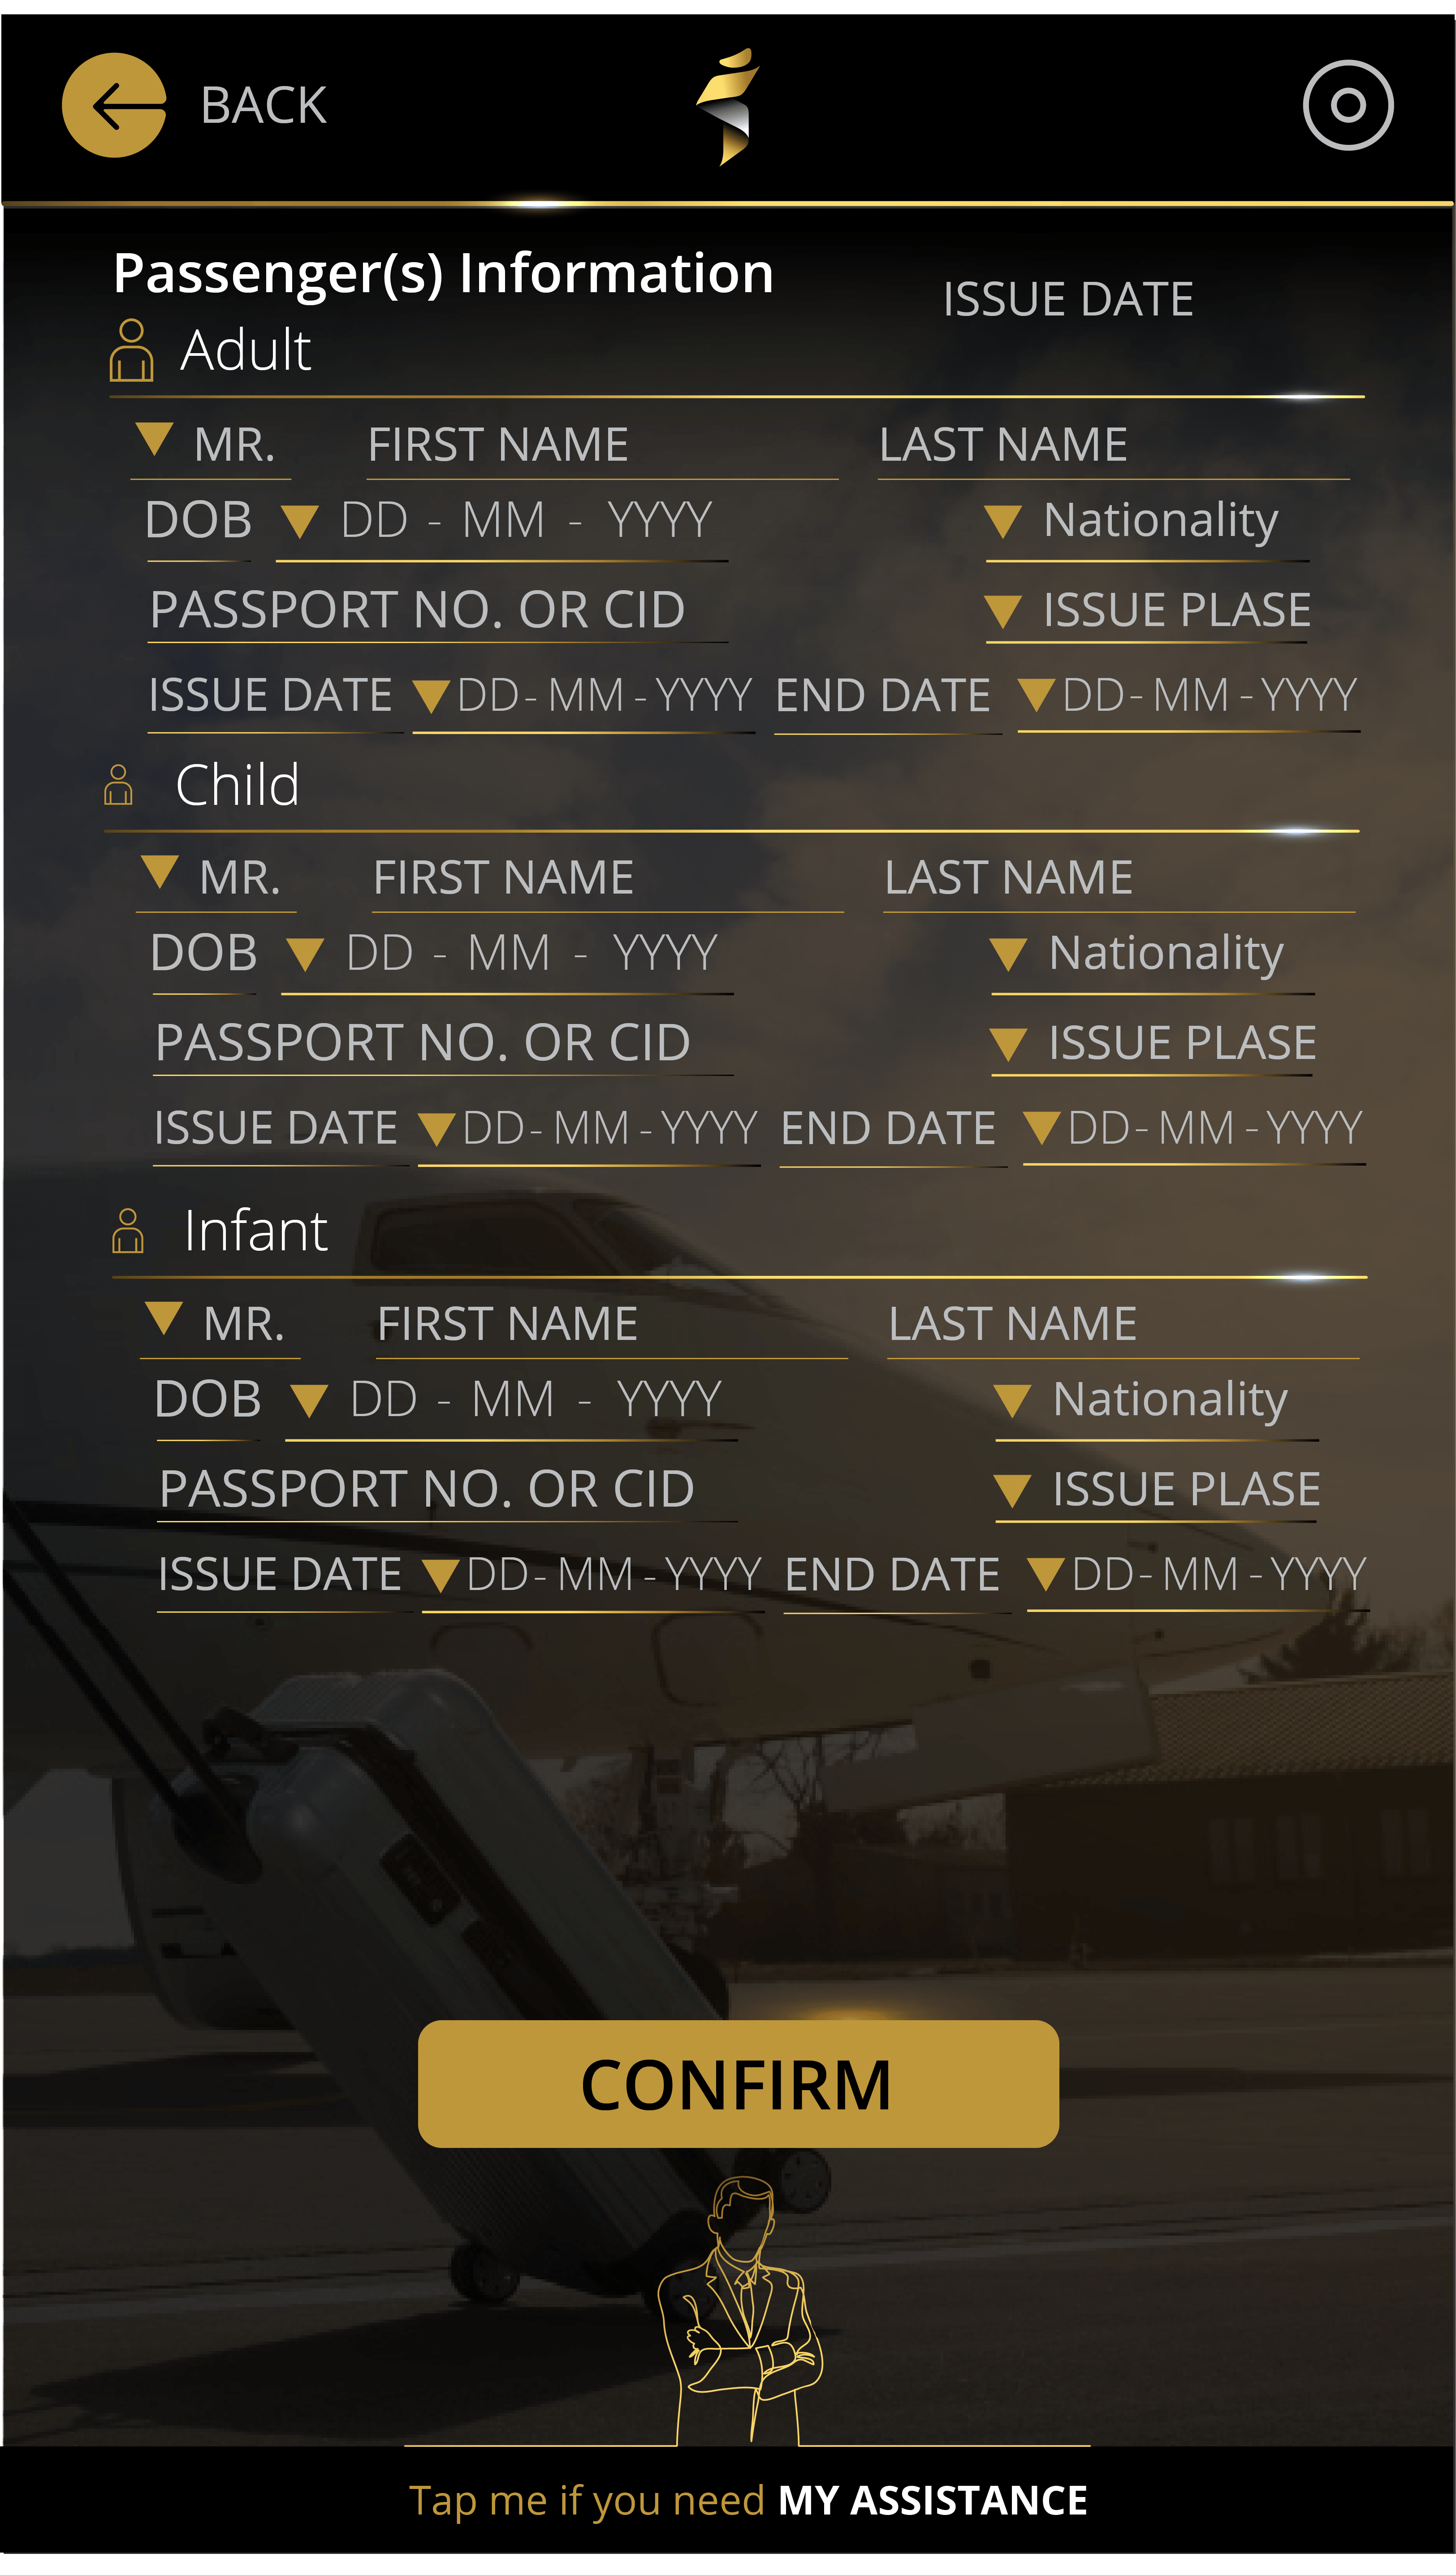 BACK
Passenger(s) Information
ISSUE DATE
Adult
MR. FIRST NAME LAST NAME
DOB DD - MM - YYYY Nationality
PASSPORT NO. OR CID ISSUE PLASE
ISSUE DATE DD - MM - YYYY END DATE DD - MM - YYYY
Child
MR. FIRST NAME LAST NAME
DOB DD - MM - YYYY Nationality
PASSPORT NO. OR CID ISSUE PLASE
ISSUE DATE DD - MM - YYYY END DATE DD - MM - YYYY
Infant
MR. FIRST NAME LAST NAME
DOB DD - MM - YYYY Nationality
PASSPORT NO. OR CID ISSUE PLASE
ISSUE DATE DD - MM - YYYY END DATE DD - MM - YYYY
CONFIRM
Tap me if you need MY ASSISTANCE